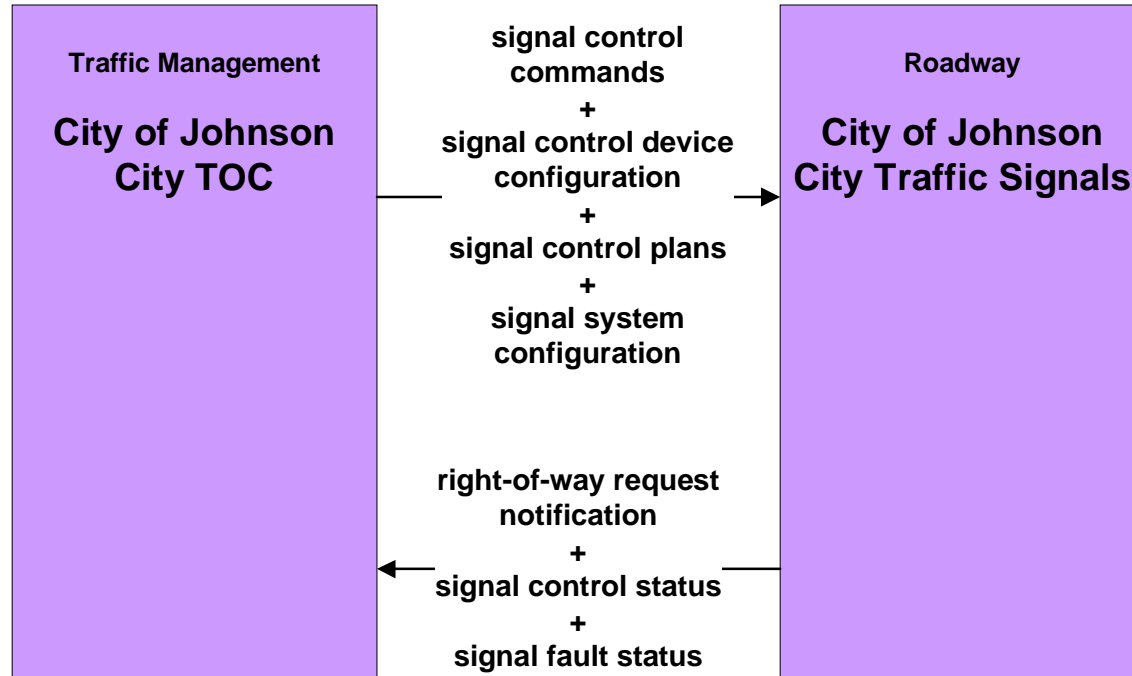 Traffic Management
City of Johnson
City TOC
signal control
commands
+
signal control device
configuration
+
signal control plans
+
signal system
configuration
right-of-way request
notification
+
signal control status
+
signal fault status
Roadway
City of Johnson
City Traffic Signals